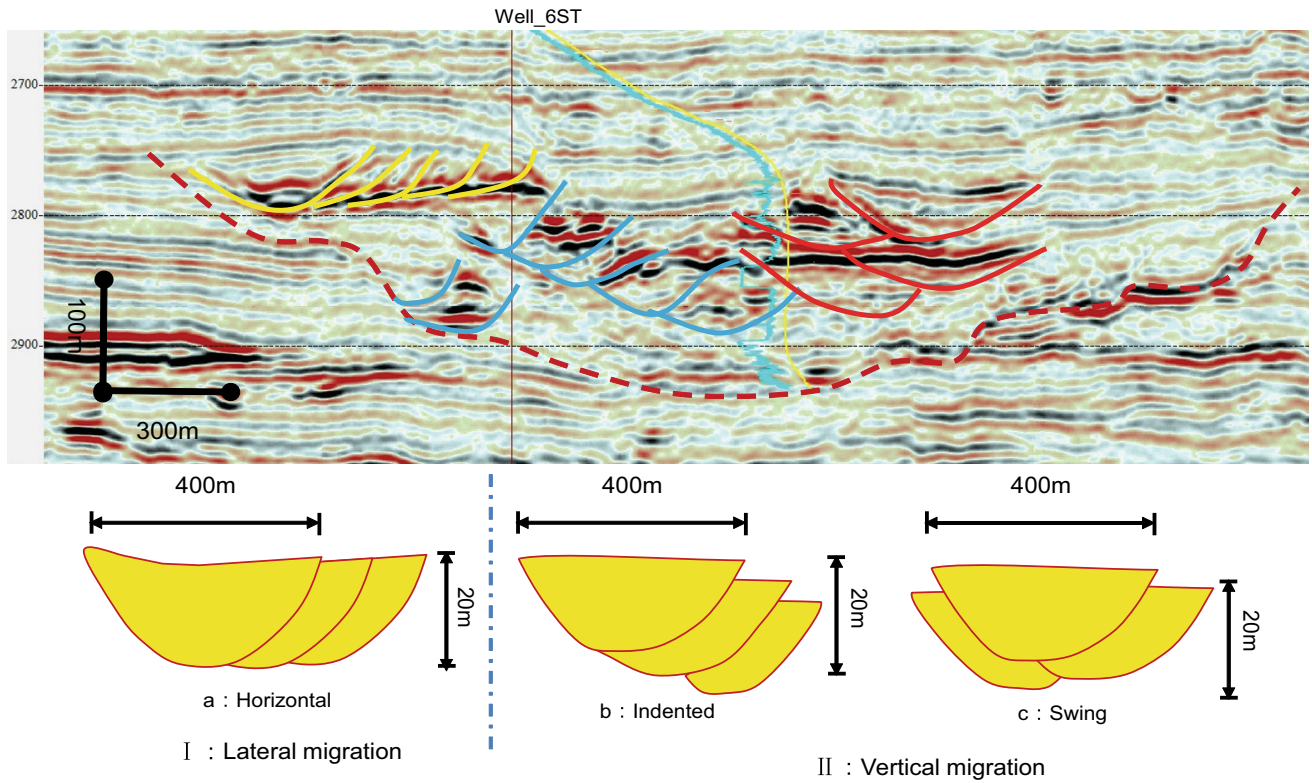 Well_6ST
2700
2800
2900
100m
300m
400m
400m
400m
20m
20m
20m
a : Horizontal
b : Indented
c : Swing
Ⅰ : Lateral migration
Ⅱ : Vertical migration